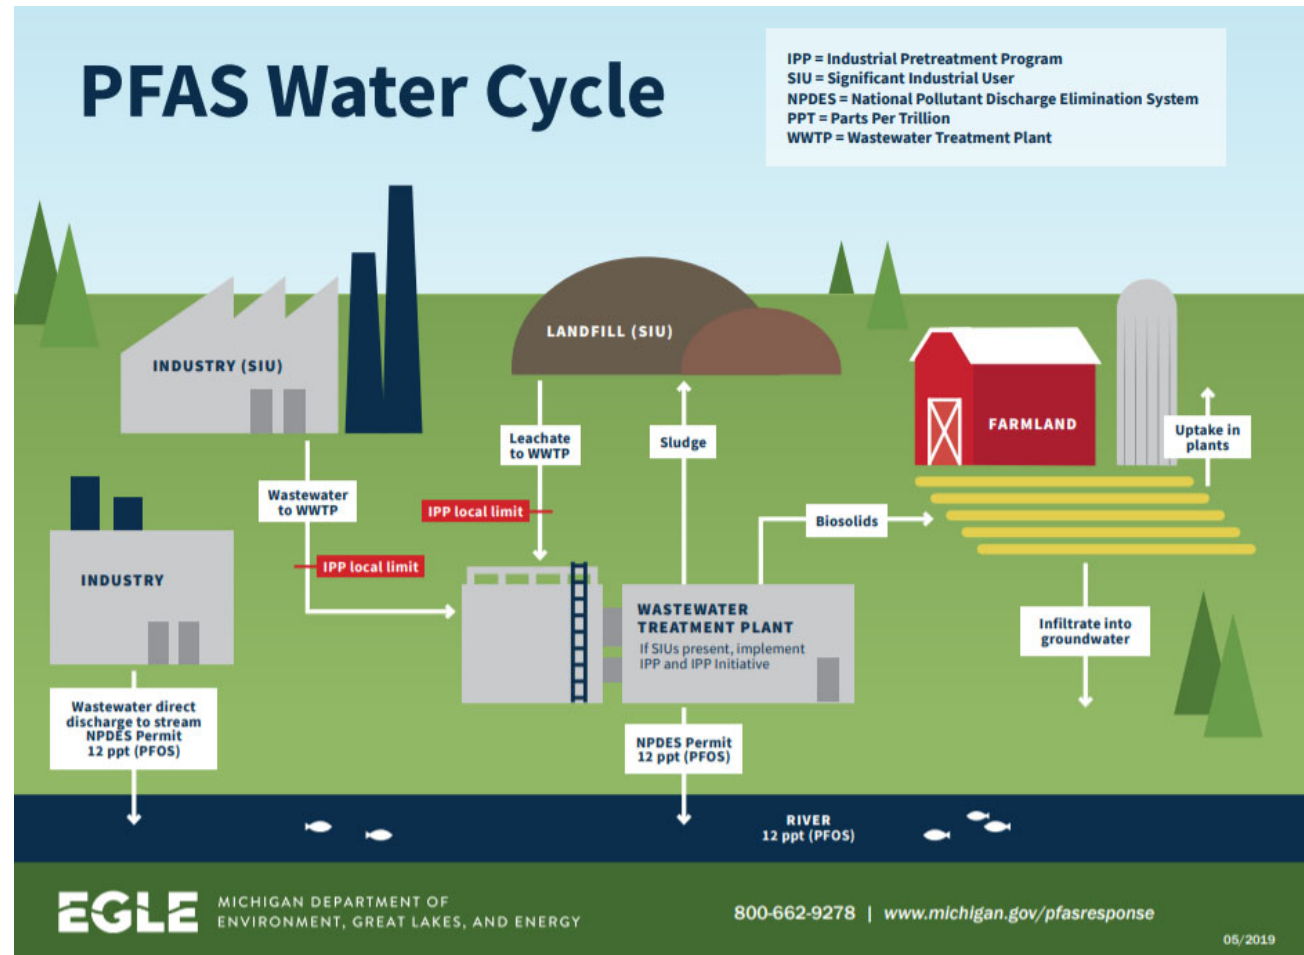 PFAS Water Cycle
IPP = Industrial Pretreatment Program
SIU = Significant Industrial User
NPDES = National Pollutant Discharge Elimination System
PPT = Parts Per Trillion
WWTP = Wastewater Treatment Plant
INDUSTRY (SIU)
LANDFILL (SIU)
FARMLAND
Uptake in
plants
Leachate
to WWTP
Sludge
Wastewater
to WWTP
IPP local limit
Biosolids
IPP local limit
INDUSTRY
WASTEWATER
TREATMENT PLANT
If SIUs present, implement
IPP and IPP Initiative
Infiltrate into
groundwater
Wastewater direct
discharge to stream
NPDES Permit
12 ppt (PFOS)
NPDES Permit
12 ppt (PFOS)
RIVER
12 ppt (PFOS)
EGLE
MICHIGAN DEPARTMENT OF
ENVIRONMENT, GREAT LAKES, AND ENERGY
800-662-9278 | www.michigan.gov/pfasresponse
05/2019